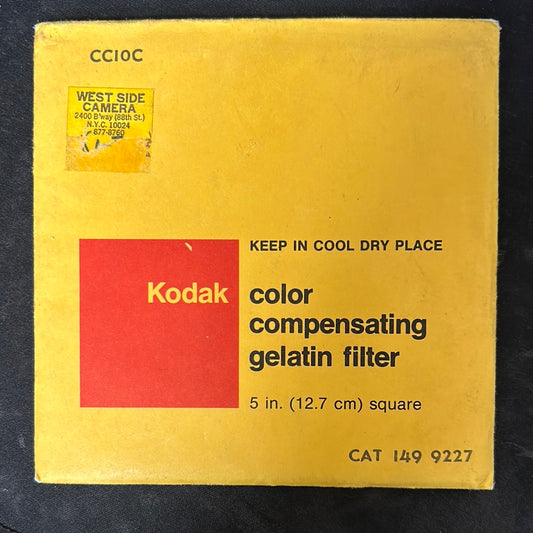 CC10C
WEST SIDE
CAMERA
2400 B'way (88th St.)
N.Y.C. 10024
877-8760
KEEP IN COOL DRY PLACE
Kodak
color
compensating
gelatin filter
5 in. (12.7 cm) square
CAT 149 9227